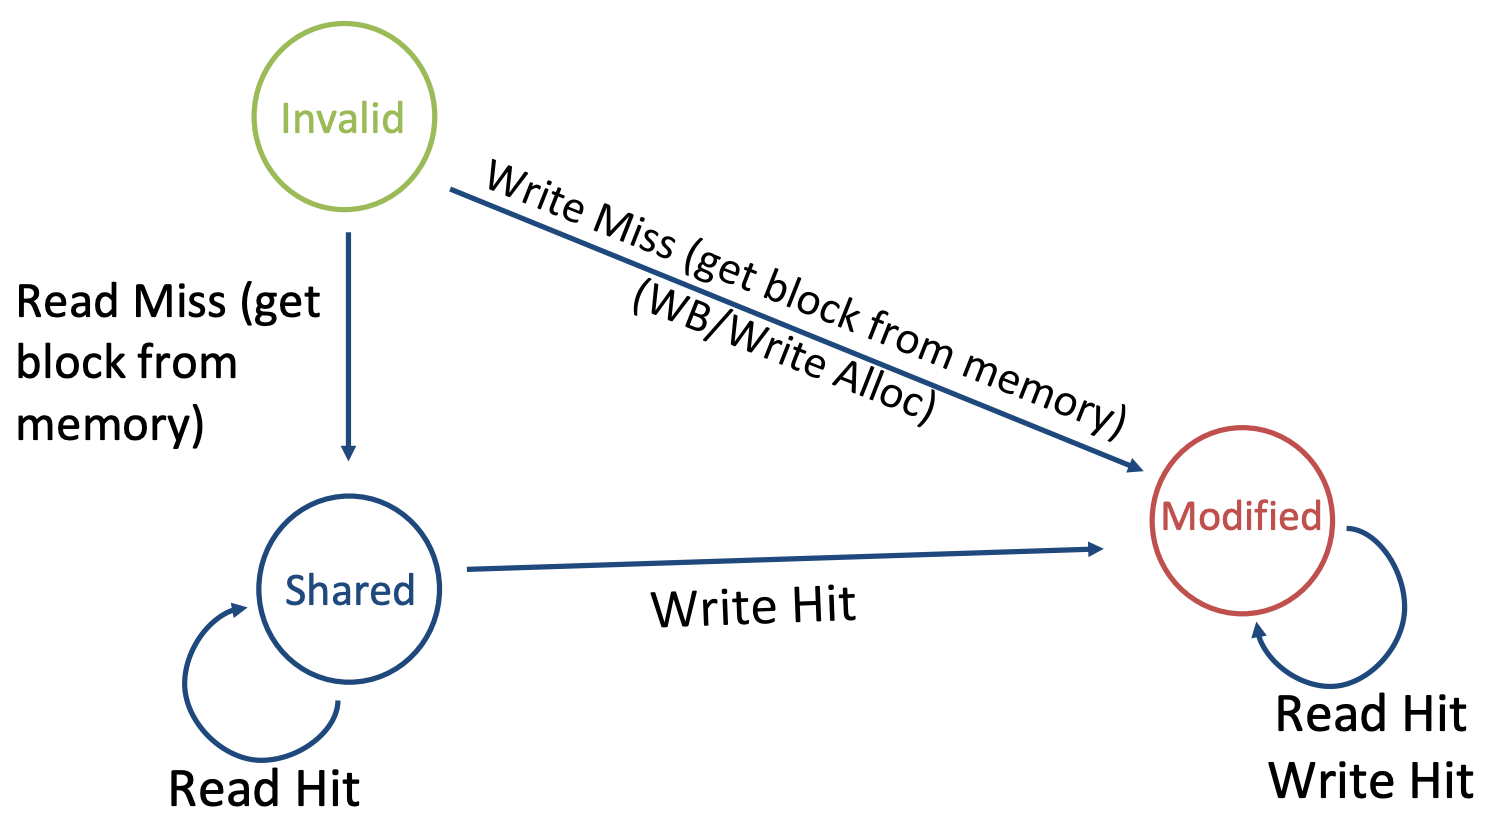 Invalid
Write Miss (get block from memory)
(WB/Write Alloc)
Read Miss (get
block from
memory)
Modified
Shared
Write Hit
Read Hit
Read Hit
Write Hit